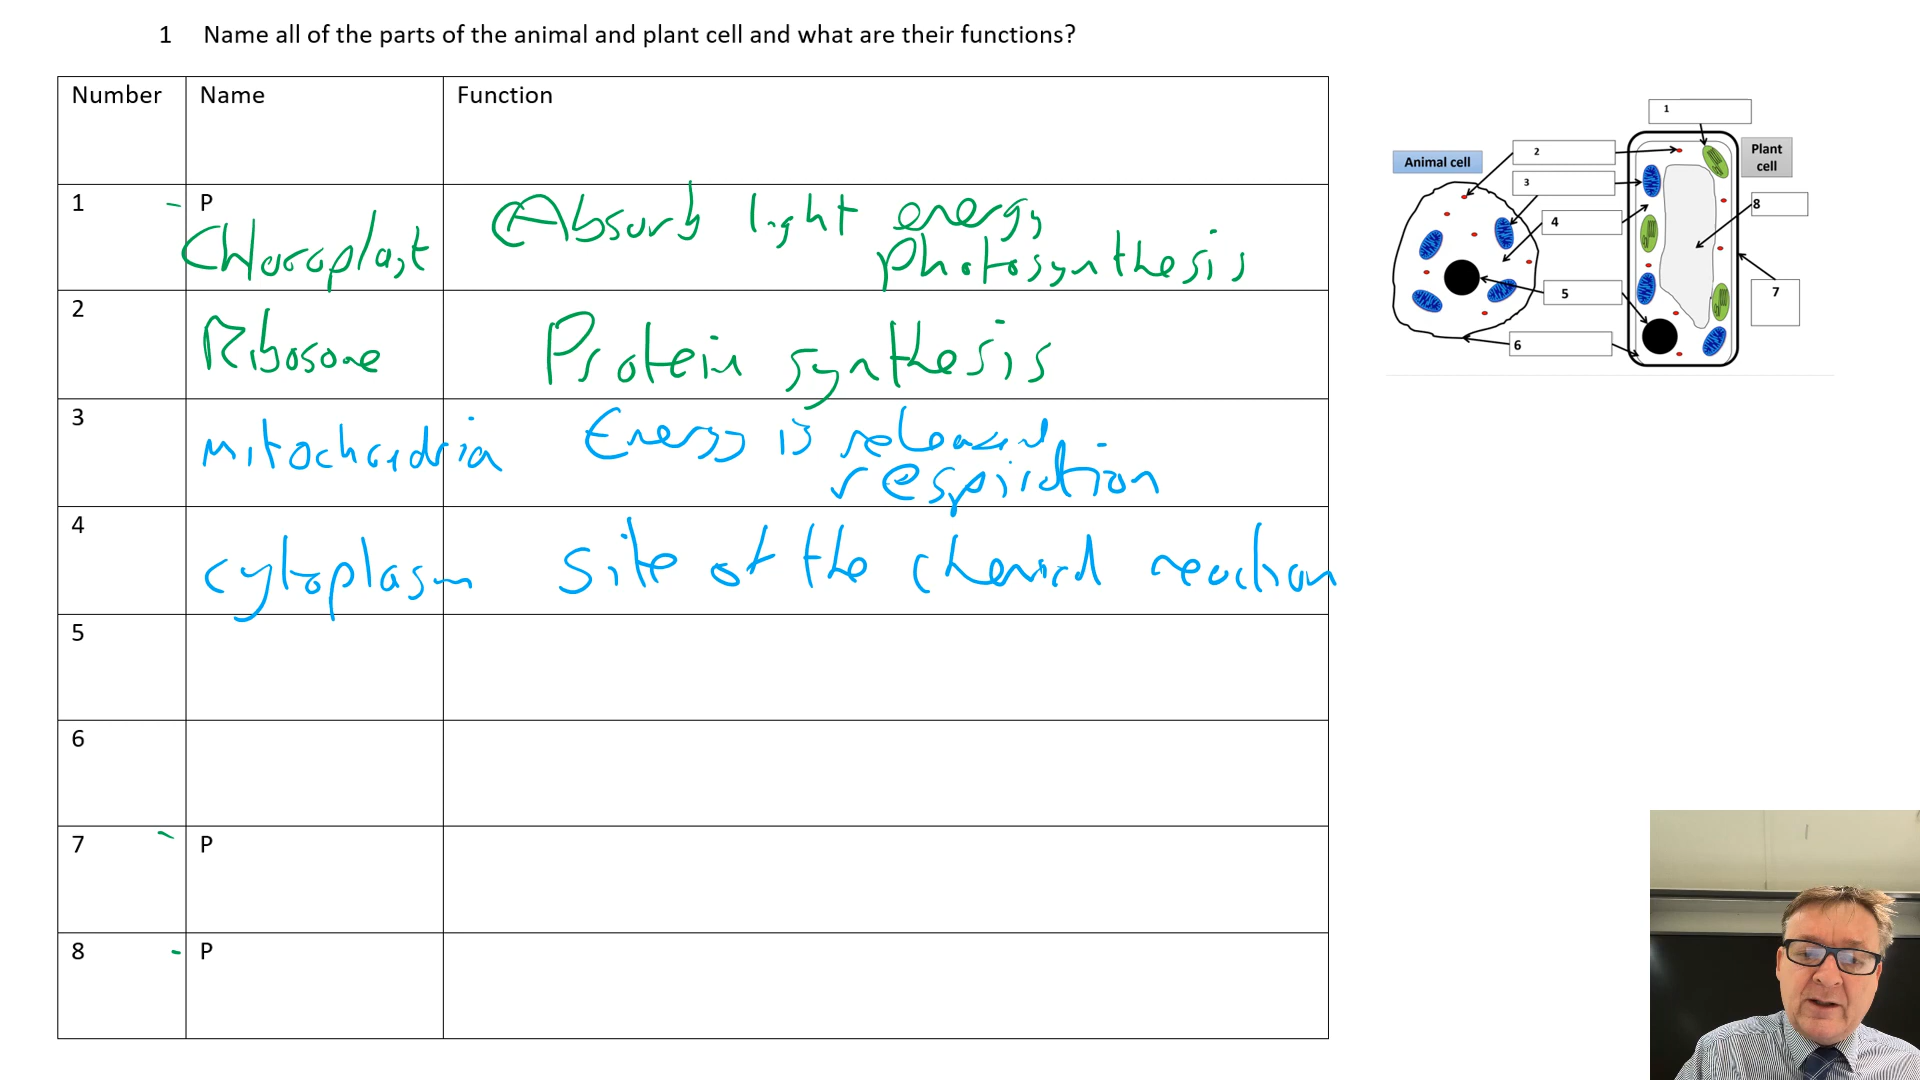 1 Name all of the parts of the animal and plant cell and what are their functions?
Number Name Function
1 P
Chloroplast Absorb light energy
photosynthesis
2
Ribosome Protein synthesis
3
mitochondria Energy is released
respiration
4
cytoplasm site of the chemical reaction
5
6
7 P
8 P
1
Animal cell
2
Plant
cell
3
8
4
5
7
6